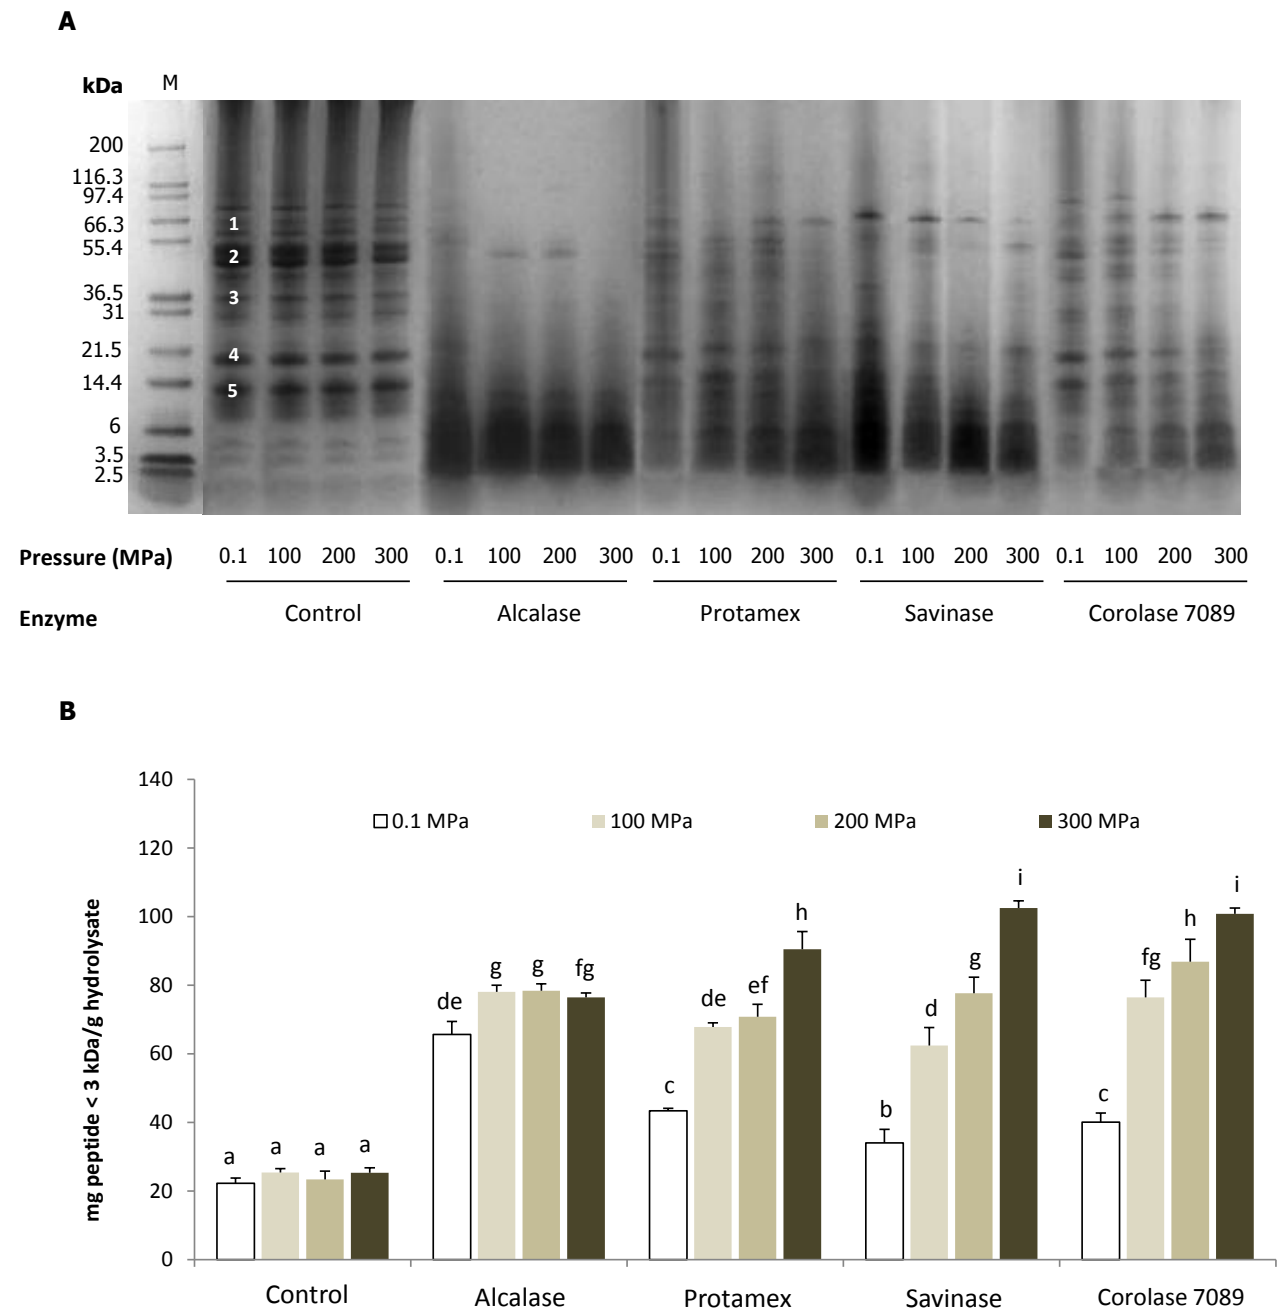 A
kDa M
200
116.3
97.4
66.3
55.4
36.5
31
21.5
14.4
6
3.5
2.5
1
2
3
4
5
Pressure (MPa) 0.1 100 200 300 0.1 100 200 300 0.1 100 200 300 0.1 100 200 300 0.1 100 200 300
Enzyme Control Alcalase Protamex Savinase Corolase 7089
B
mg peptide < 3 kDa/g hydrolysate
140
120
100
80
60
40
20
0
0.1 MPa 100 MPa 200 MPa 300 MPa
a a a a
de g g fg
c de ef h
b d g i
c fg h i
Control Alcalase Protamex Savinase Corolase 7089